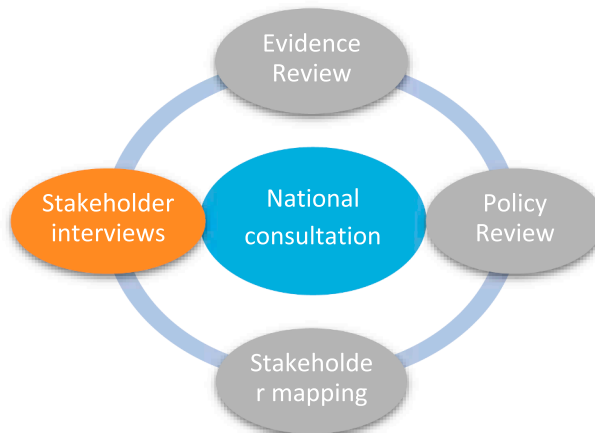 Evidence
Review
Stakeholder
interviews
National
consultation
Policy
Review
Stakeholde
r mapping